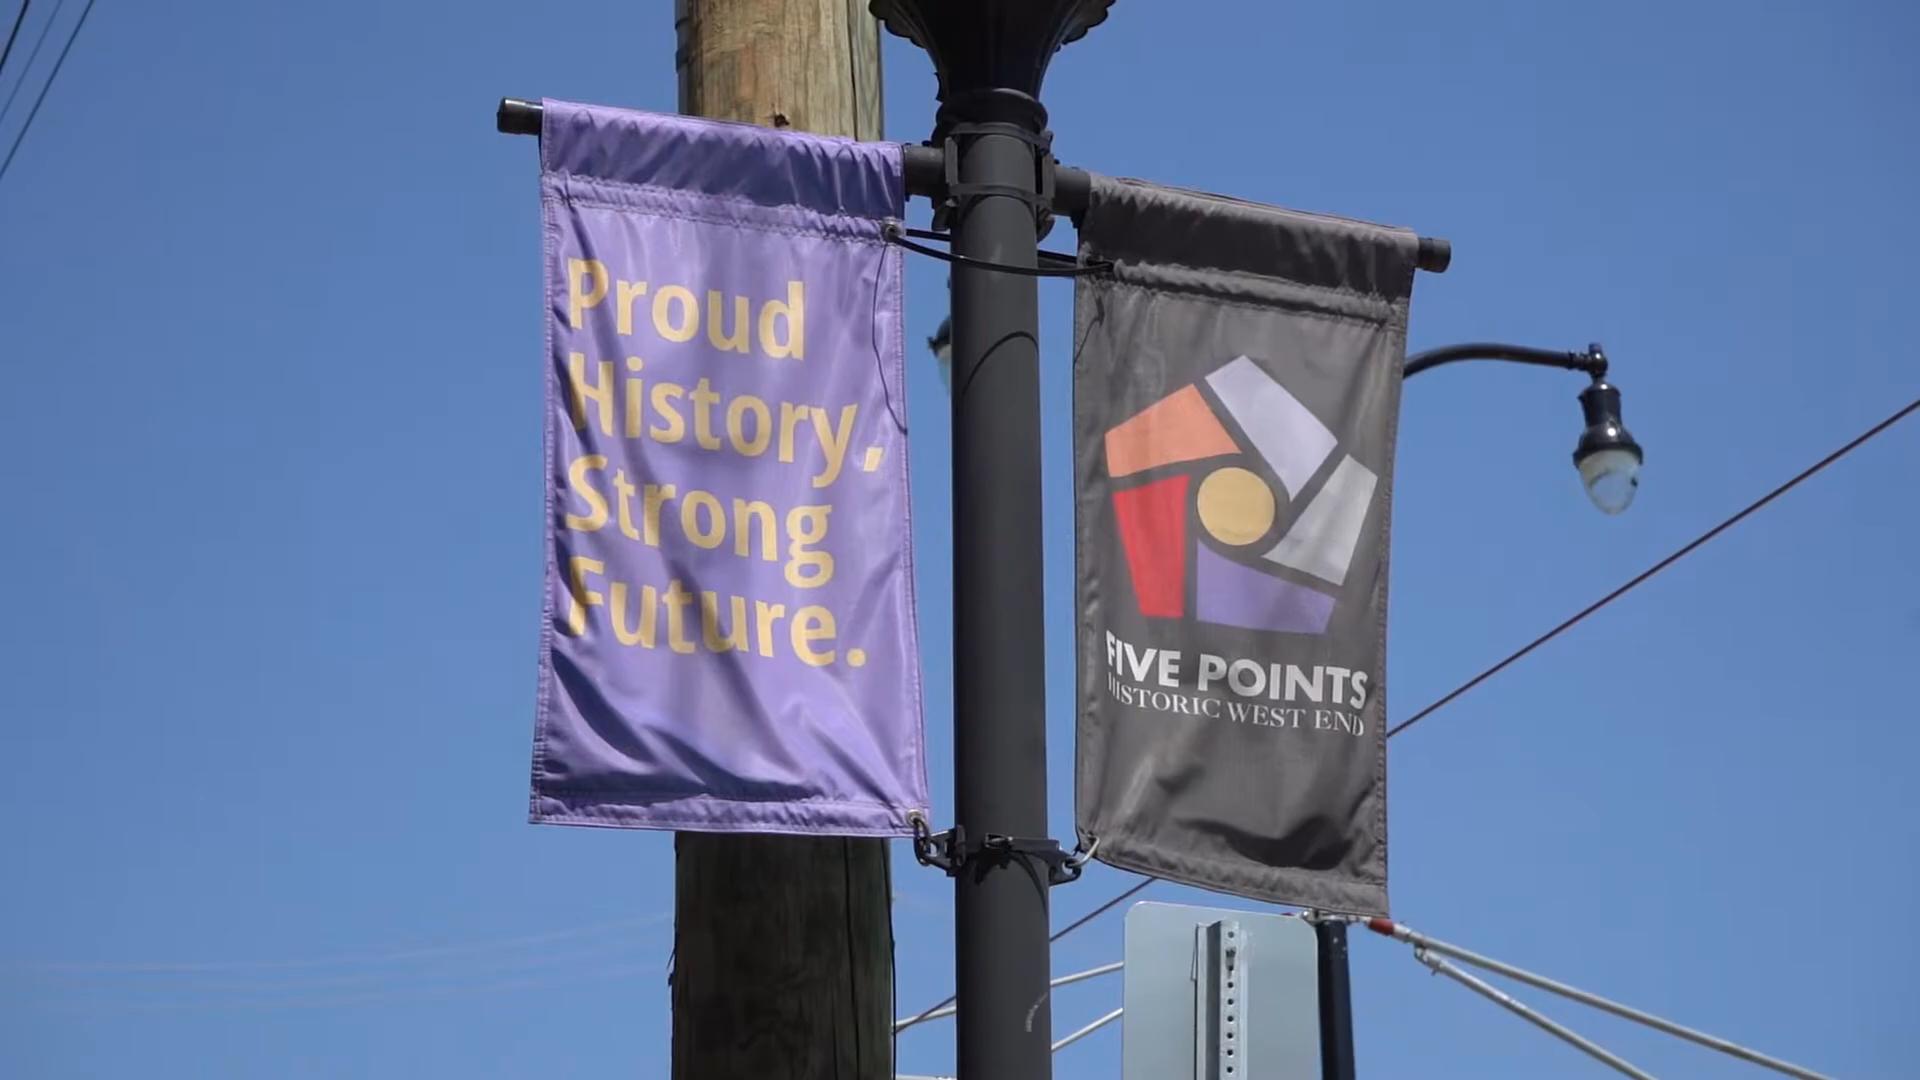 Proud
History,
Strong
Future.
FIVE POINTS
HISTORIC WEST END